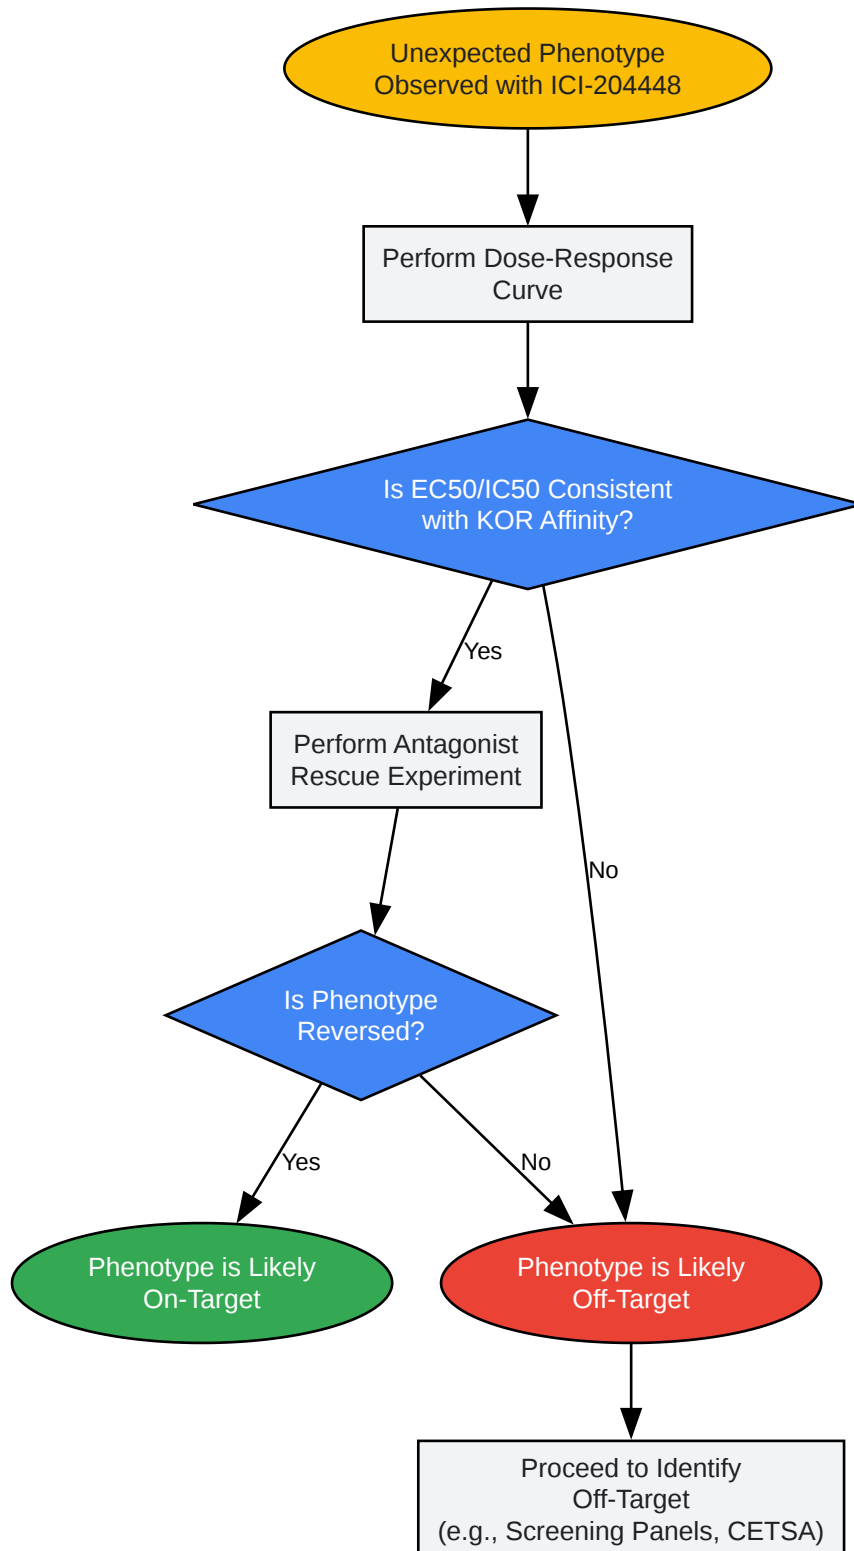 Unexpected Phenotype
Observed with ICI-204448
Perform Dose-Response
Curve
Is EC50/IC50 Consistent
with KOR Affinity?
Yes
Perform Antagonist
Rescue Experiment
No
Is Phenotype
Reversed?
Yes
No
Phenotype is Likely
On-Target
Phenotype is Likely
Off-Target
Proceed to Identify
Off-Target
(e.g., Screening Panels, CETSA)